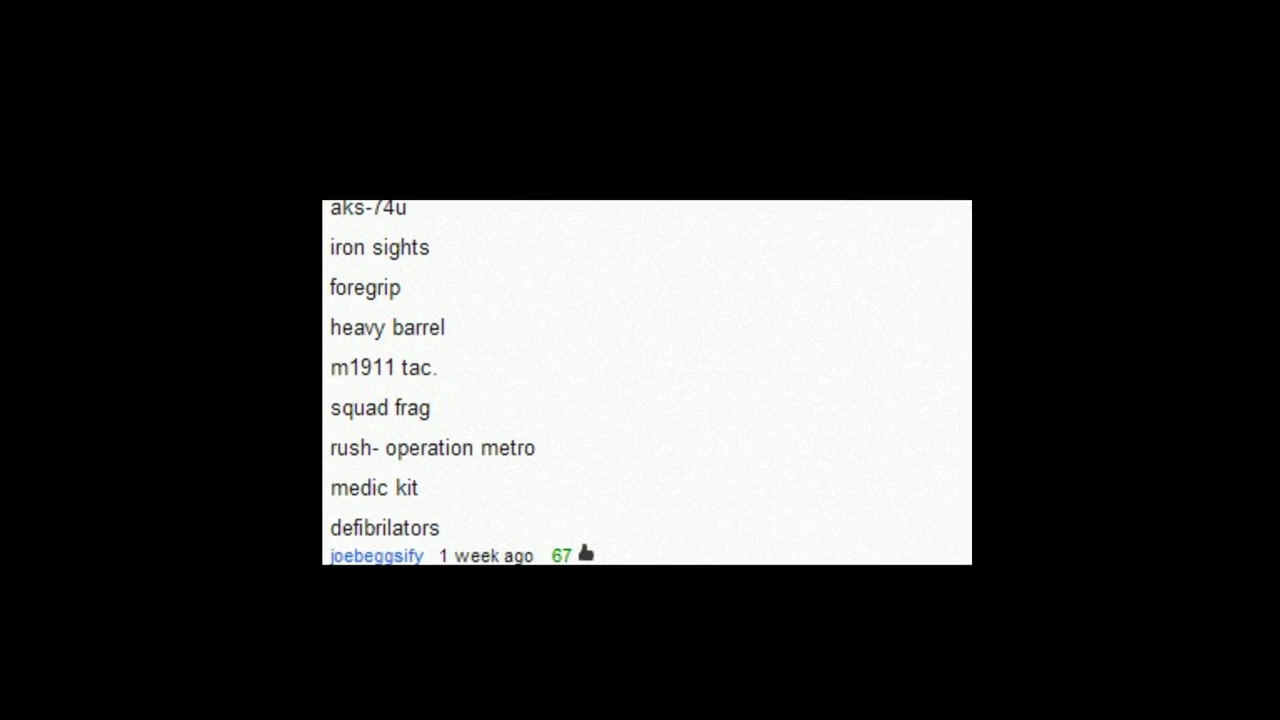 aks-74u
iron sights
foregrip
heavy barrel
m1911 tac.
squad frag
rush- operation metro
medic kit
defibrilators
joebeggsify 1 week ago 67